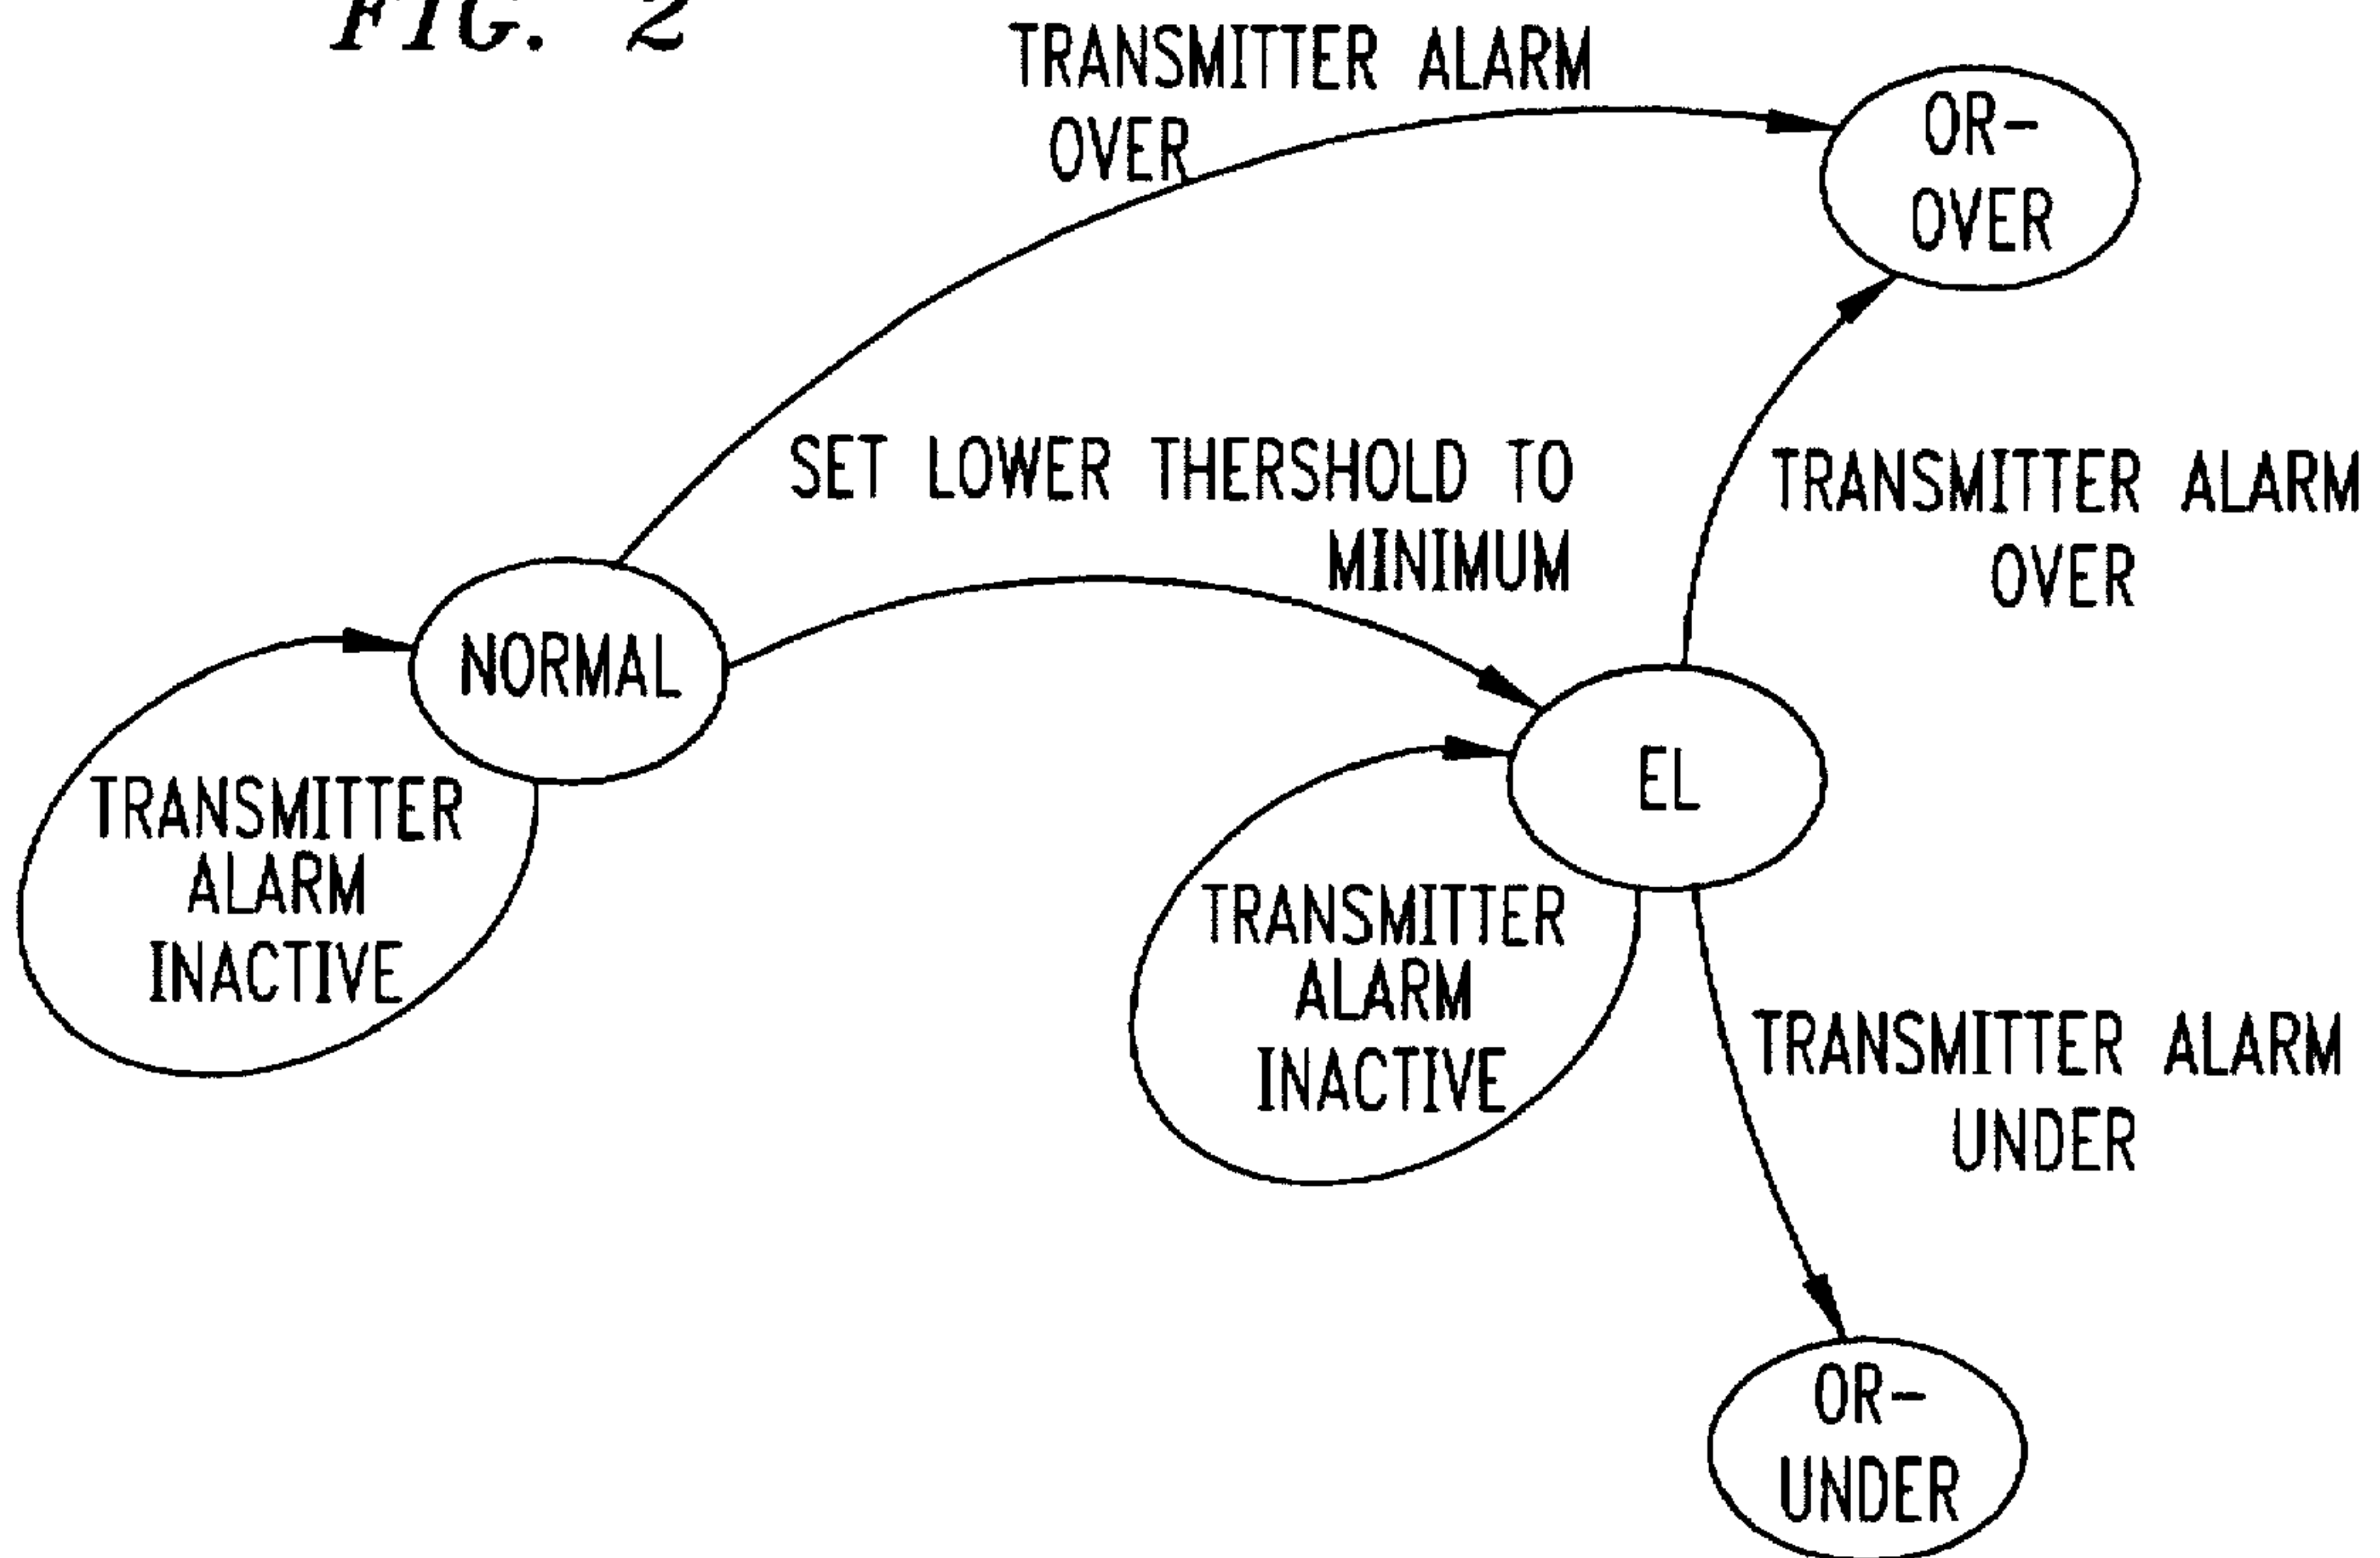 FIG. 2
TRANSMITTER ALARM
OVER
OR-
OVER
SET LOWER THERSHOLD TO
MINIMUM
TRANSMITTER ALARM
OVER
NORMAL
EL
TRANSMITTER
ALARM
INACTIVE
TRANSMITTER
ALARM
INACTIVE
TRANSMITTER ALARM
UNDER
OR-
UNDER